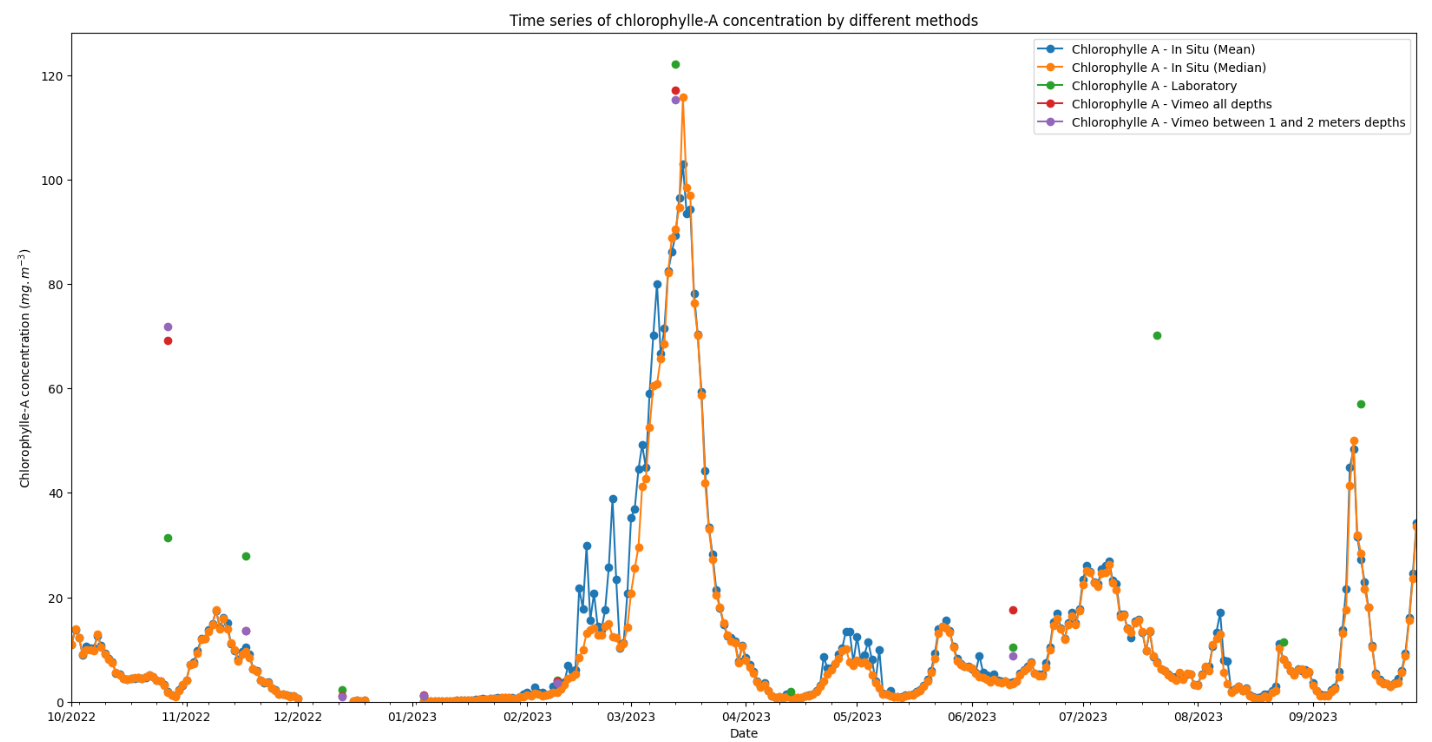 Time series of chlorophylle-A concentration by different methods
Chlorophylle A - In Situ (Mean)
Chlorophylle A - In Situ (Median)
Chlorophylle A - Laboratory
Chlorophylle A - Vimeo all depths
Chlorophylle A - Vimeo between 1 and 2 meters depths
Chlorophylle-A concentration (mg.m⁻³)
120
100
80
60
40
20
0
10/2022 11/2022 12/2022 01/2023 02/2023 03/2023 04/2023 05/2023 06/2023 07/2023 08/2023 09/2023
Date